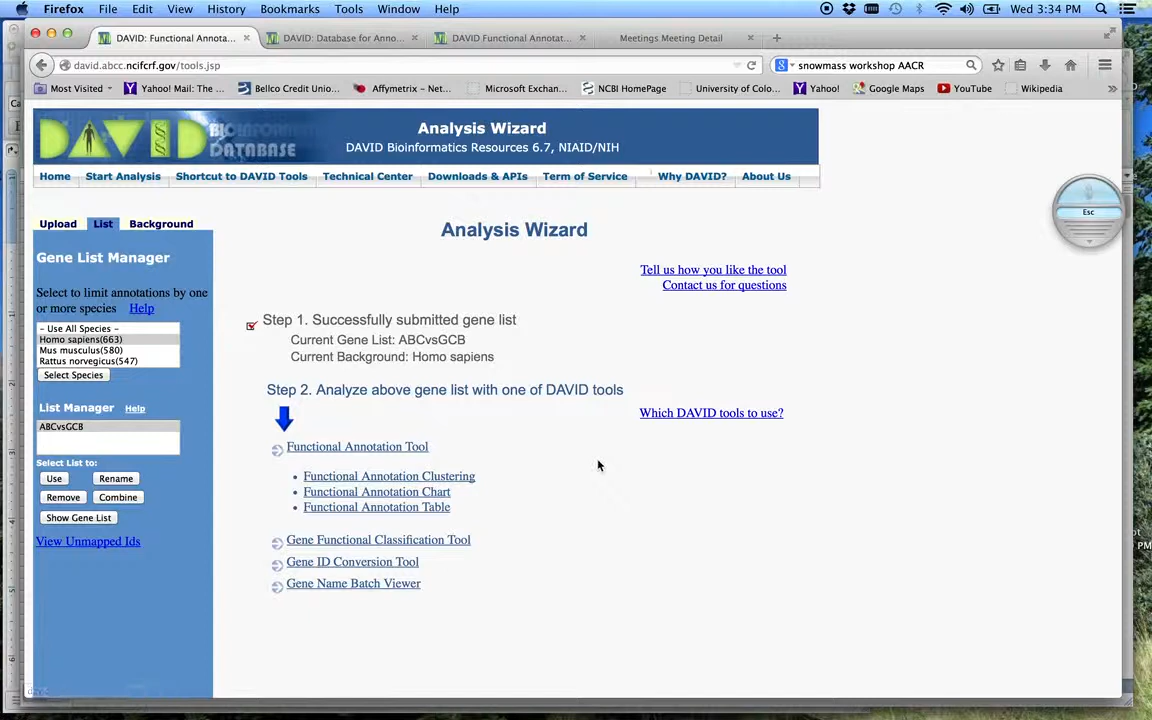 Firefox File Edit View History Bookmarks Tools Window Help Wed 3:34 PM
DAVID: Functional Annota... DAVID: Database for Anno... DAVID Functional Annotat... Meetings Meeting Detail
david.abcc.ncifcrf.gov/tools.jsp snowmass workshop AACR
Most Visited Yahoo! Mail: The ... Bellco Credit Unio... Affymetrix – Net... Microsoft Exchan... NCBI HomePage University of Colo... Yahoo! Google Maps YouTube Wikipedia
DAVID BIOINFORMATICS DATABASE
Analysis Wizard
DAVID Bioinformatics Resources 6.7, NIAID/NIH
Home Start Analysis Shortcut to DAVID Tools Technical Center Downloads & APIs Term of Service Why DAVID? About Us
Esc
Upload List Background
Analysis Wizard
Gene List Manager
Tell us how you like the tool
Contact us for questions
Select to limit annotations by one
or more species Help
- Use All Species -
Homo sapiens(663)
Mus musculus(580)
Rattus norvegicus(547)
Select Species
List Manager Help
ABCvsGCB
Select List to:
Use Rename
Remove Combine
Show Gene List
View Unmapped Ids
Step 1. Successfully submitted gene list
Current Gene List: ABCvsGCB
Current Background: Homo sapiens
Step 2. Analyze above gene list with one of DAVID tools
Which DAVID tools to use?
Functional Annotation Tool
Functional Annotation Clustering
Functional Annotation Chart
Functional Annotation Table
Gene Functional Classification Tool
Gene ID Conversion Tool
Gene Name Batch Viewer